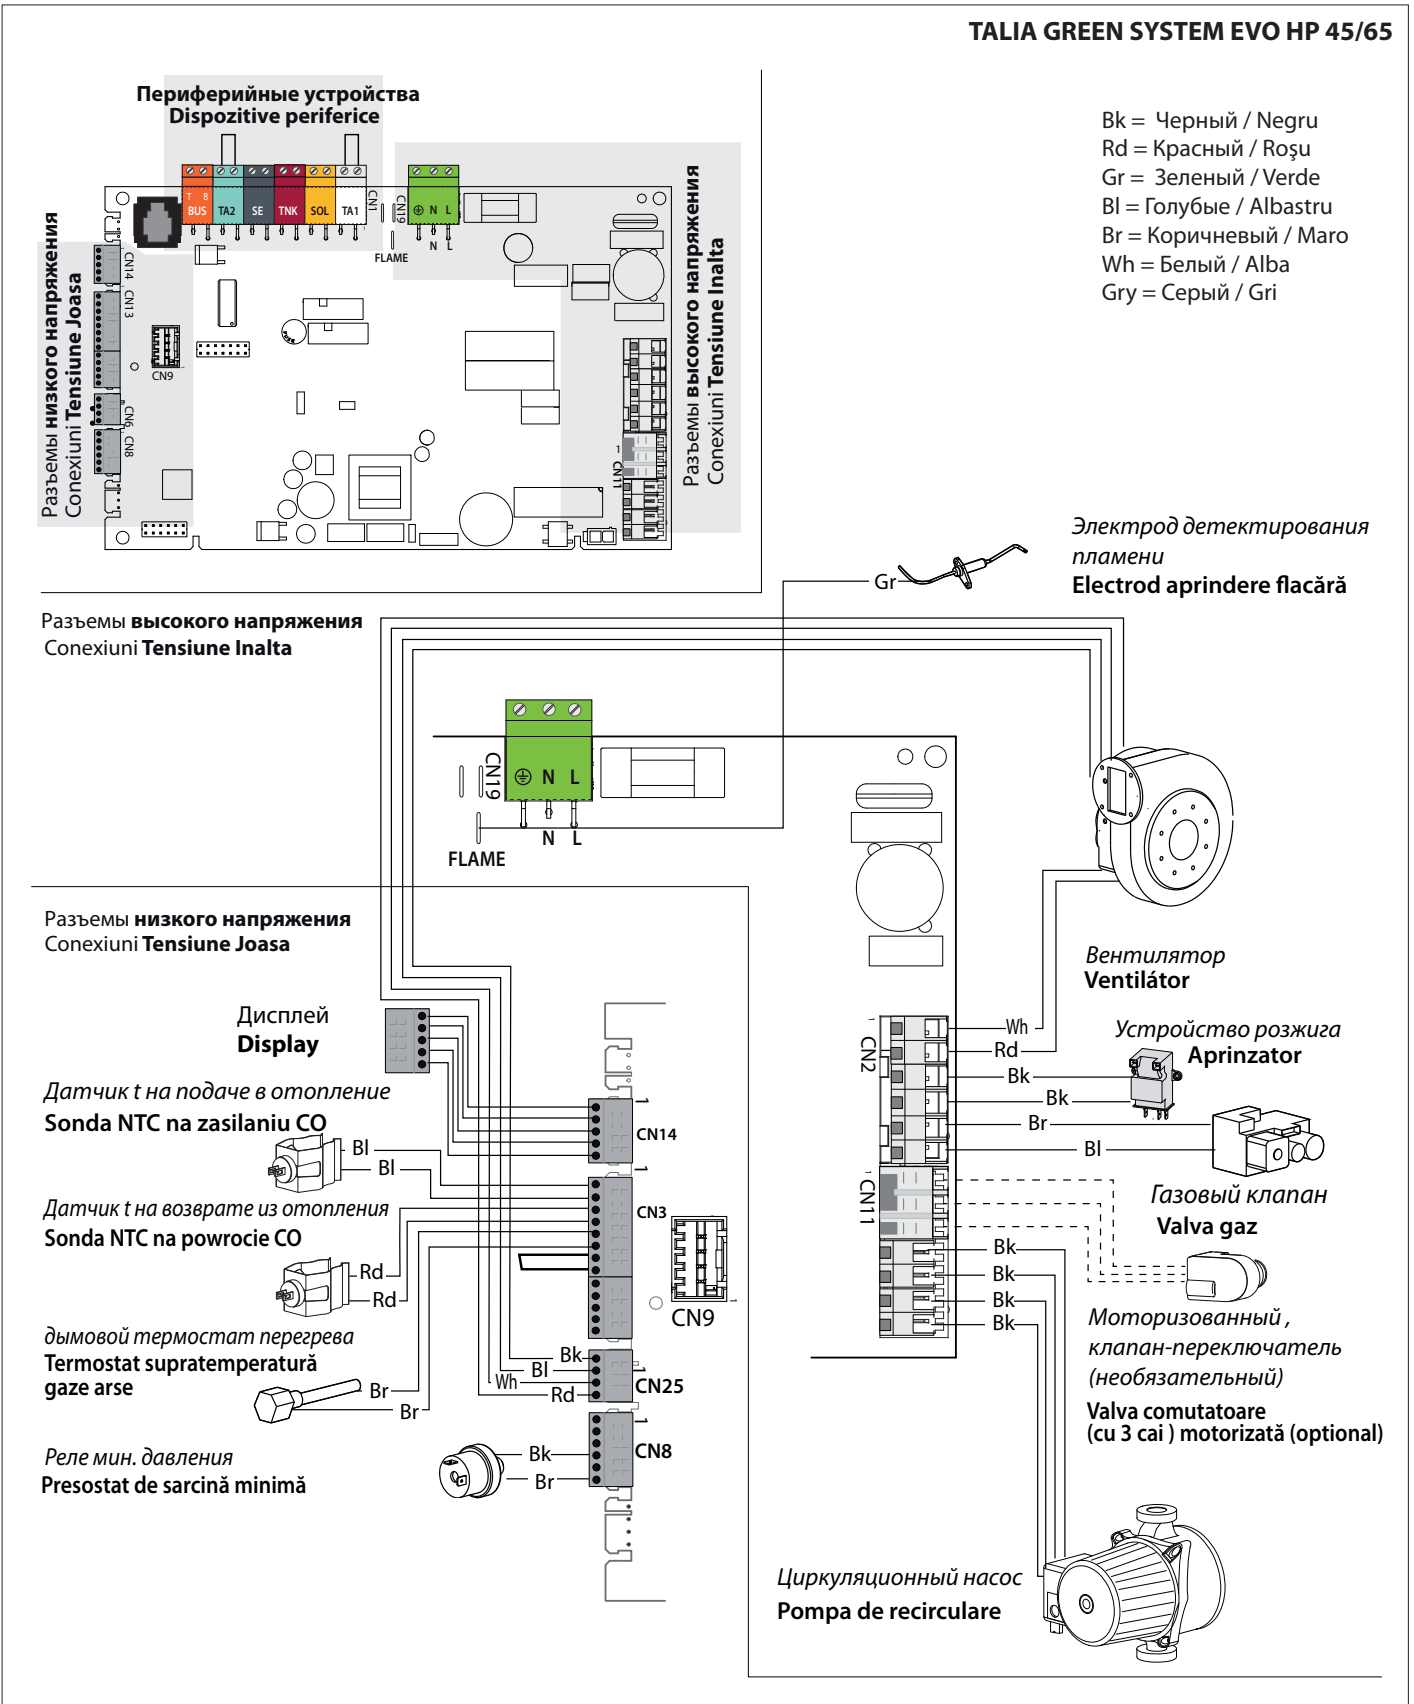 TALIA GREEN SYSTEM EVO HP 45/65
Периферийные устройства
Dispozitive periferice
Bk = Черный / Negru
Rd = Красный / Roşu
Gr = Зеленый / Verde
Bl = Голубые / Albastru
Br = Коричневый / Maro
Wh = Белый / Alba
Gry = Серый / Gri
T B
BUS TA2 SE TNK SOL TA1
CN1
CN19
N L
N L
FLAME
Разъемы низкого напряжения
Conexiuni Tensiune Joasa
CN14
CN13
CN9
CN6
CN8
Разъемы высокого напряжения
Conexiuni Tensiune Inalta
1
CN11
Электрод детектирования
пламени
Electrod aprindere flacără
Gr
Разъемы высокого напряжения
Conexiuni Tensiune Inalta
CN19
N L
N L
FLAME
Разъемы низкого напряжения
Conexiuni Tensiune Joasa
Вентилятор
Ventilátor
Дисплей
Display
1
CN2
Wh
Rd
Bk
Bk
Br
Bl
Устройство розжига
Aprinzator
Датчик t на подаче в отопление
Sonda NTC na zasilaniu CO
Bl
Bl
1
CN14
Датчик t на возврате из отопления
Sonda NTC na powrocie CO
Rd
Rd
1
CN3
CN9
1
1
CN11
Bk
Bk
Bk
Bk
Газовый клапан
Valva gaz
Моторизованный ,
клапан-переключатель
(необязательный)
Valva comutatoare
(cu 3 cai ) motorizată (optional)
дымовой термостат перегрева
Termostat supratemperatură
gaze arse
Br
Br
Bk
Bl
Wh
Rd
1
CN25
Реле мин. давления
Presostat de sarcină minimă
Bk
Br
1
CN8
Циркуляционный насос
Pompa de recirculare